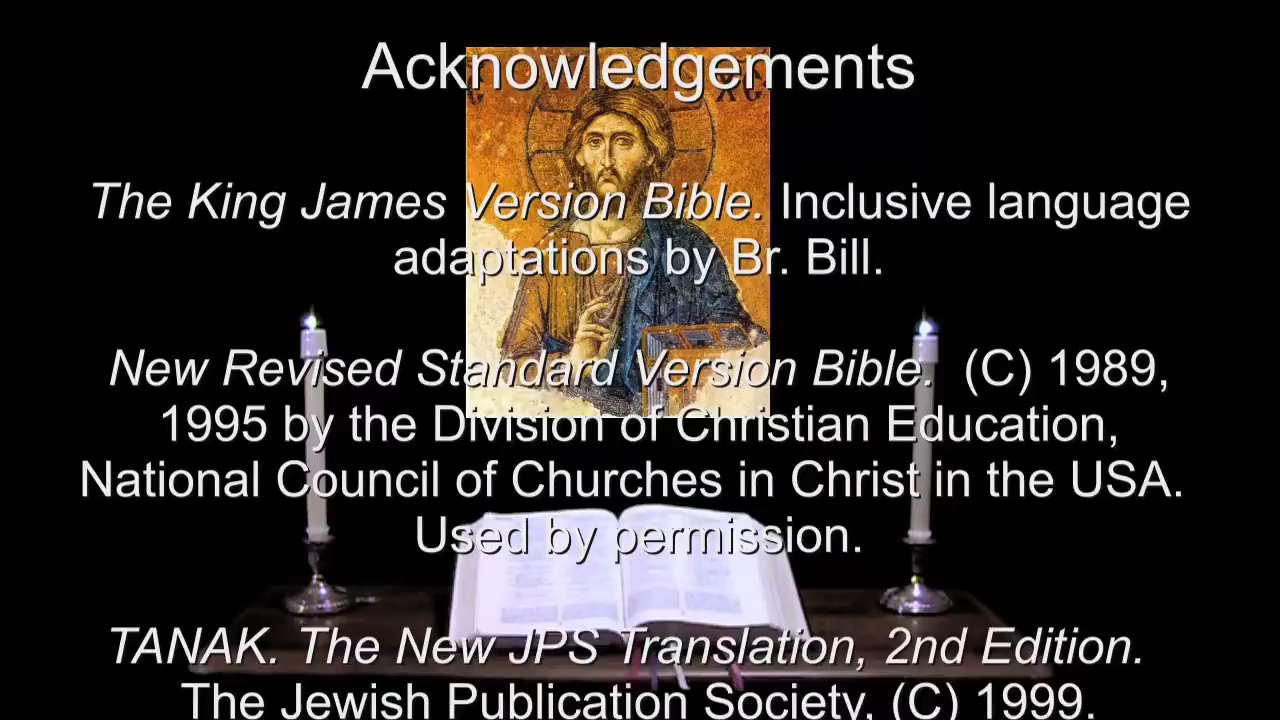 Acknowledgements
The King James Version Bible. Inclusive language
adaptations by Br. Bill.
New Revised Standard Version Bible. (C) 1989,
1995 by the Division of Christian Education,
National Council of Churches in Christ in the USA.
Used by permission.
TANAK. The New JPS Translation, 2nd Edition.
The Jewish Publication Society, (C) 1999.